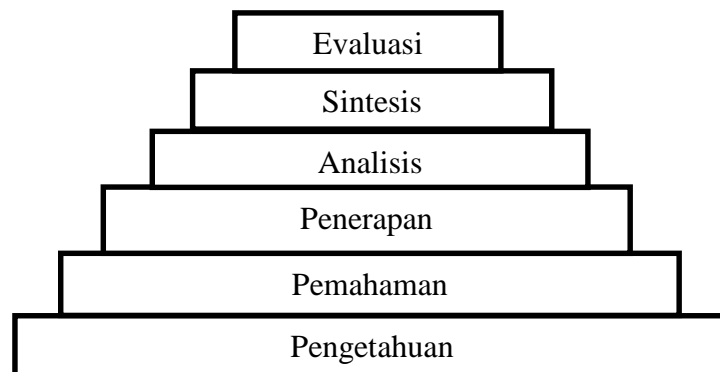 Evaluasi
Sintesis
Analisis
Penerapan
Pemahaman
Pengetahuan